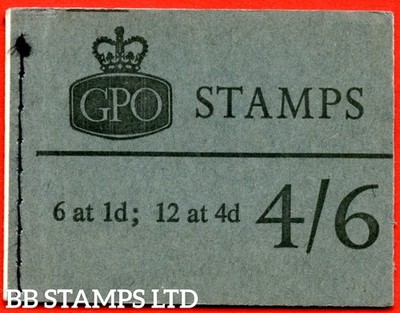 GPO STAMPS
6 at 1d; 12 at 4d 4/6
BB STAMPS LTD